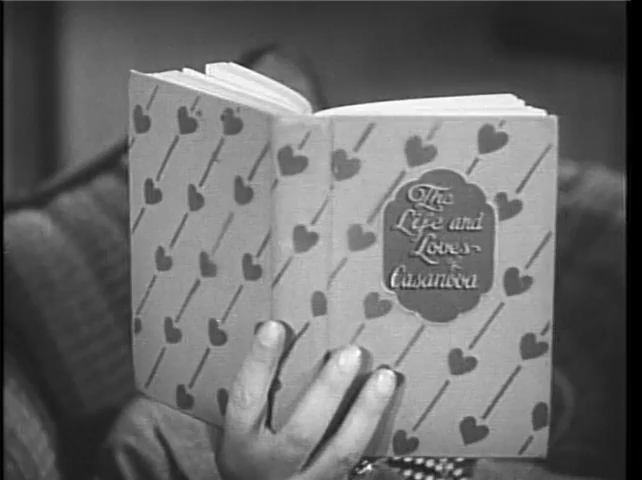 The
Life and
Loves
of
Casanova